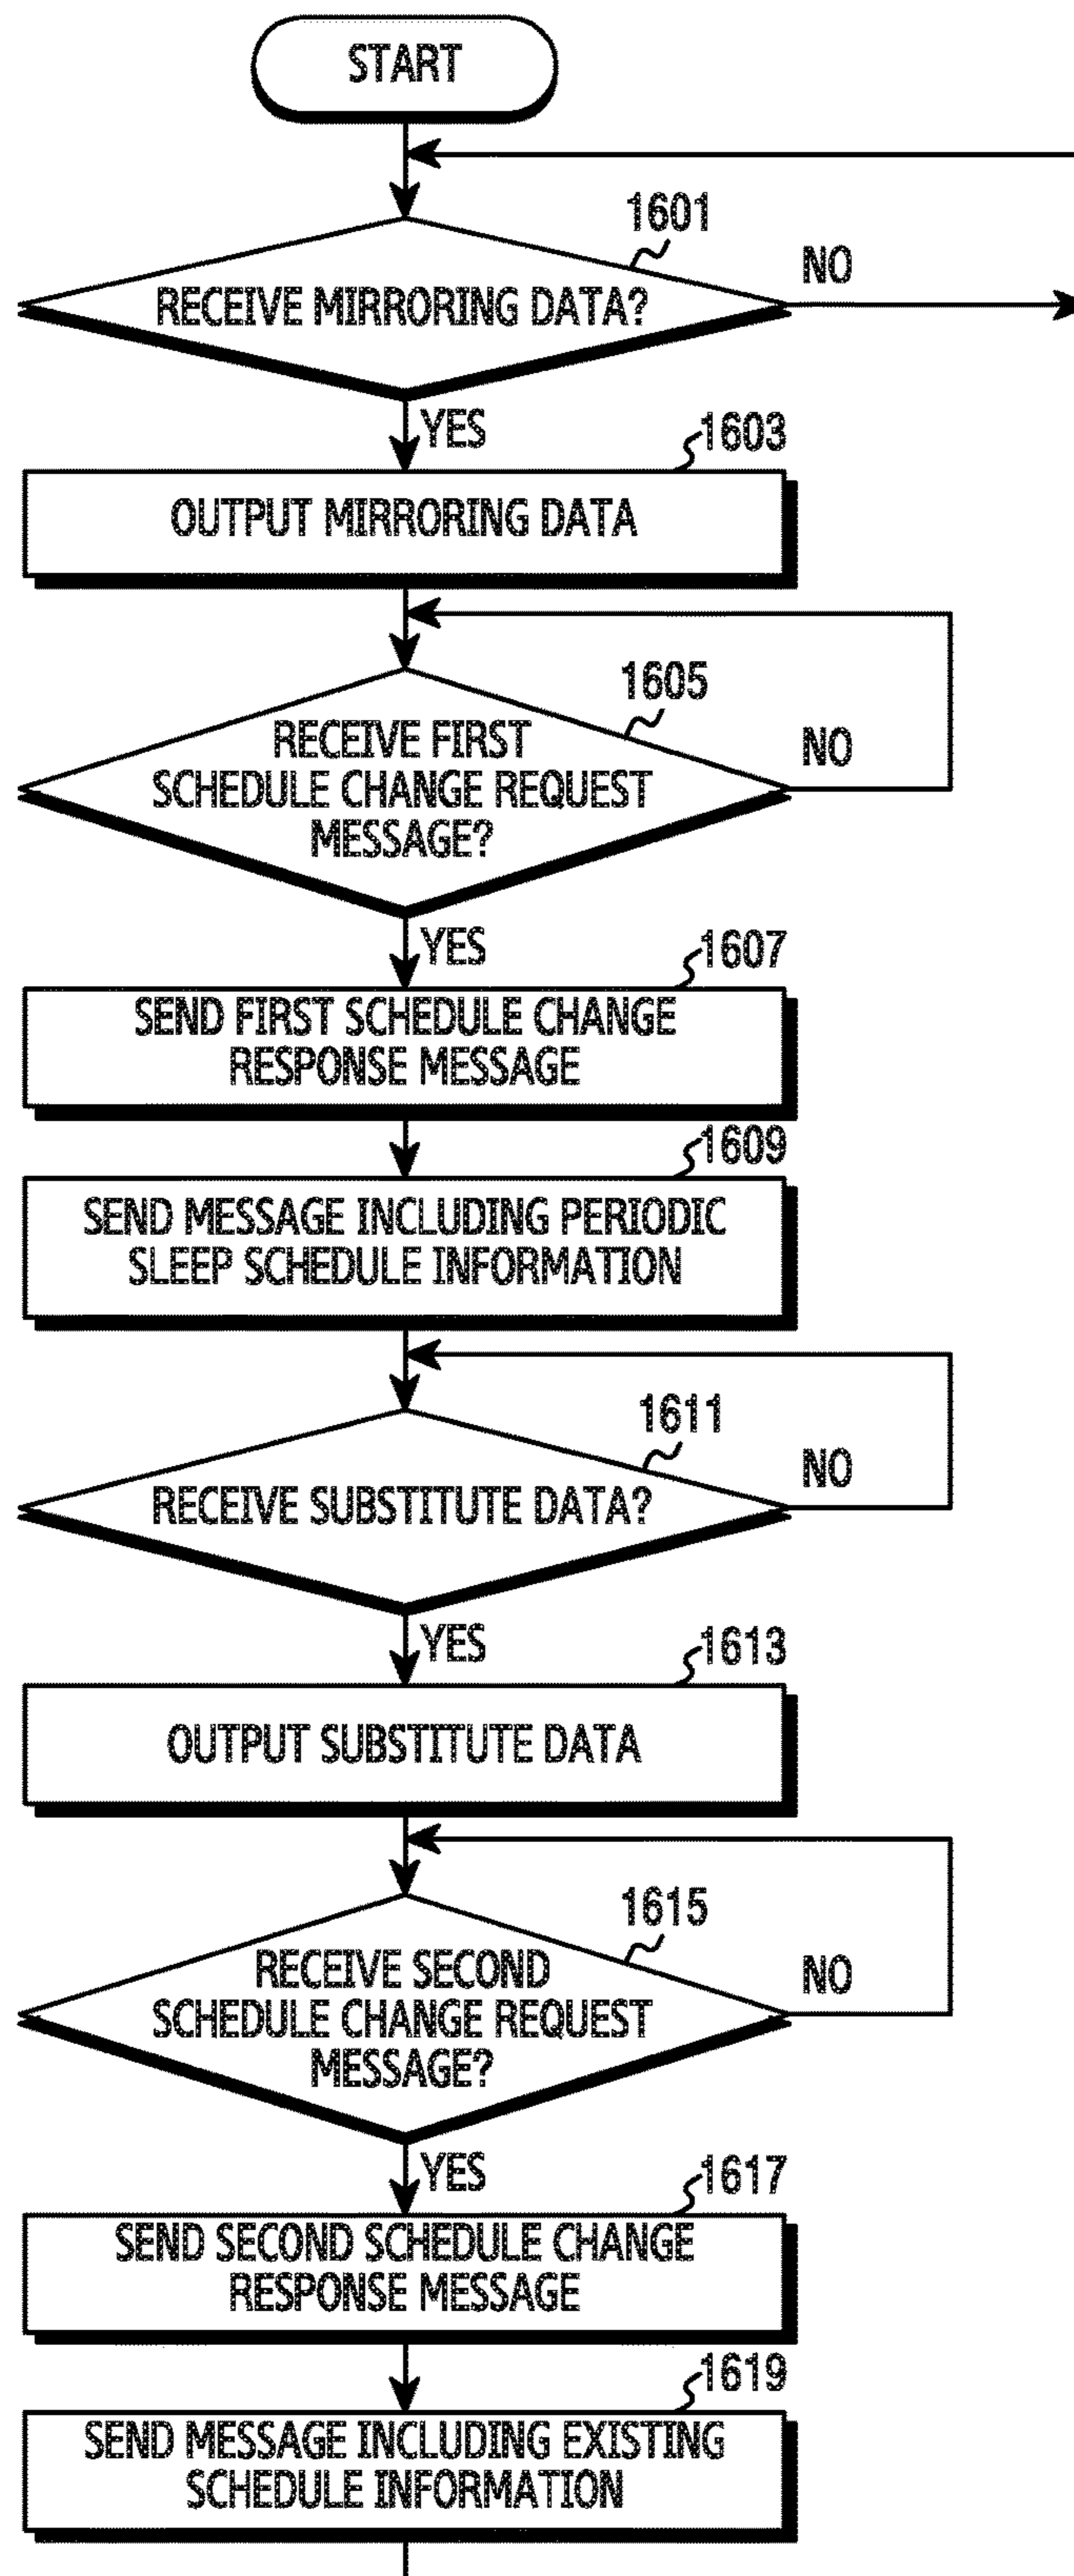 START
1601
RECEIVE MIRRORING DATA?
NO
YES
1603
OUTPUT MIRRORING DATA
1605
RECEIVE FIRST
SCHEDULE CHANGE REQUEST
MESSAGE?
NO
YES
1607
SEND FIRST SCHEDULE CHANGE
RESPONSE MESSAGE
1609
SEND MESSAGE INCLUDING PERIODIC
SLEEP SCHEDULE INFORMATION
1611
RECEIVE SUBSTITUTE DATA?
NO
YES
1613
OUTPUT SUBSTITUTE DATA
1615
RECEIVE SECOND
SCHEDULE CHANGE REQUEST
MESSAGE?
NO
YES
1617
SEND SECOND SCHEDULE CHANGE
RESPONSE MESSAGE
1619
SEND MESSAGE INCLUDING EXISTING
SCHEDULE INFORMATION